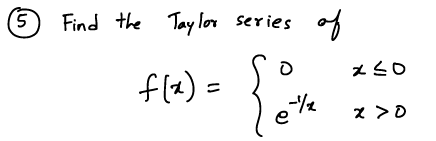 ⑤ Find the Taylor series of
f(x) = { 0 x ≤ 0
e^{-1/x} x > 0